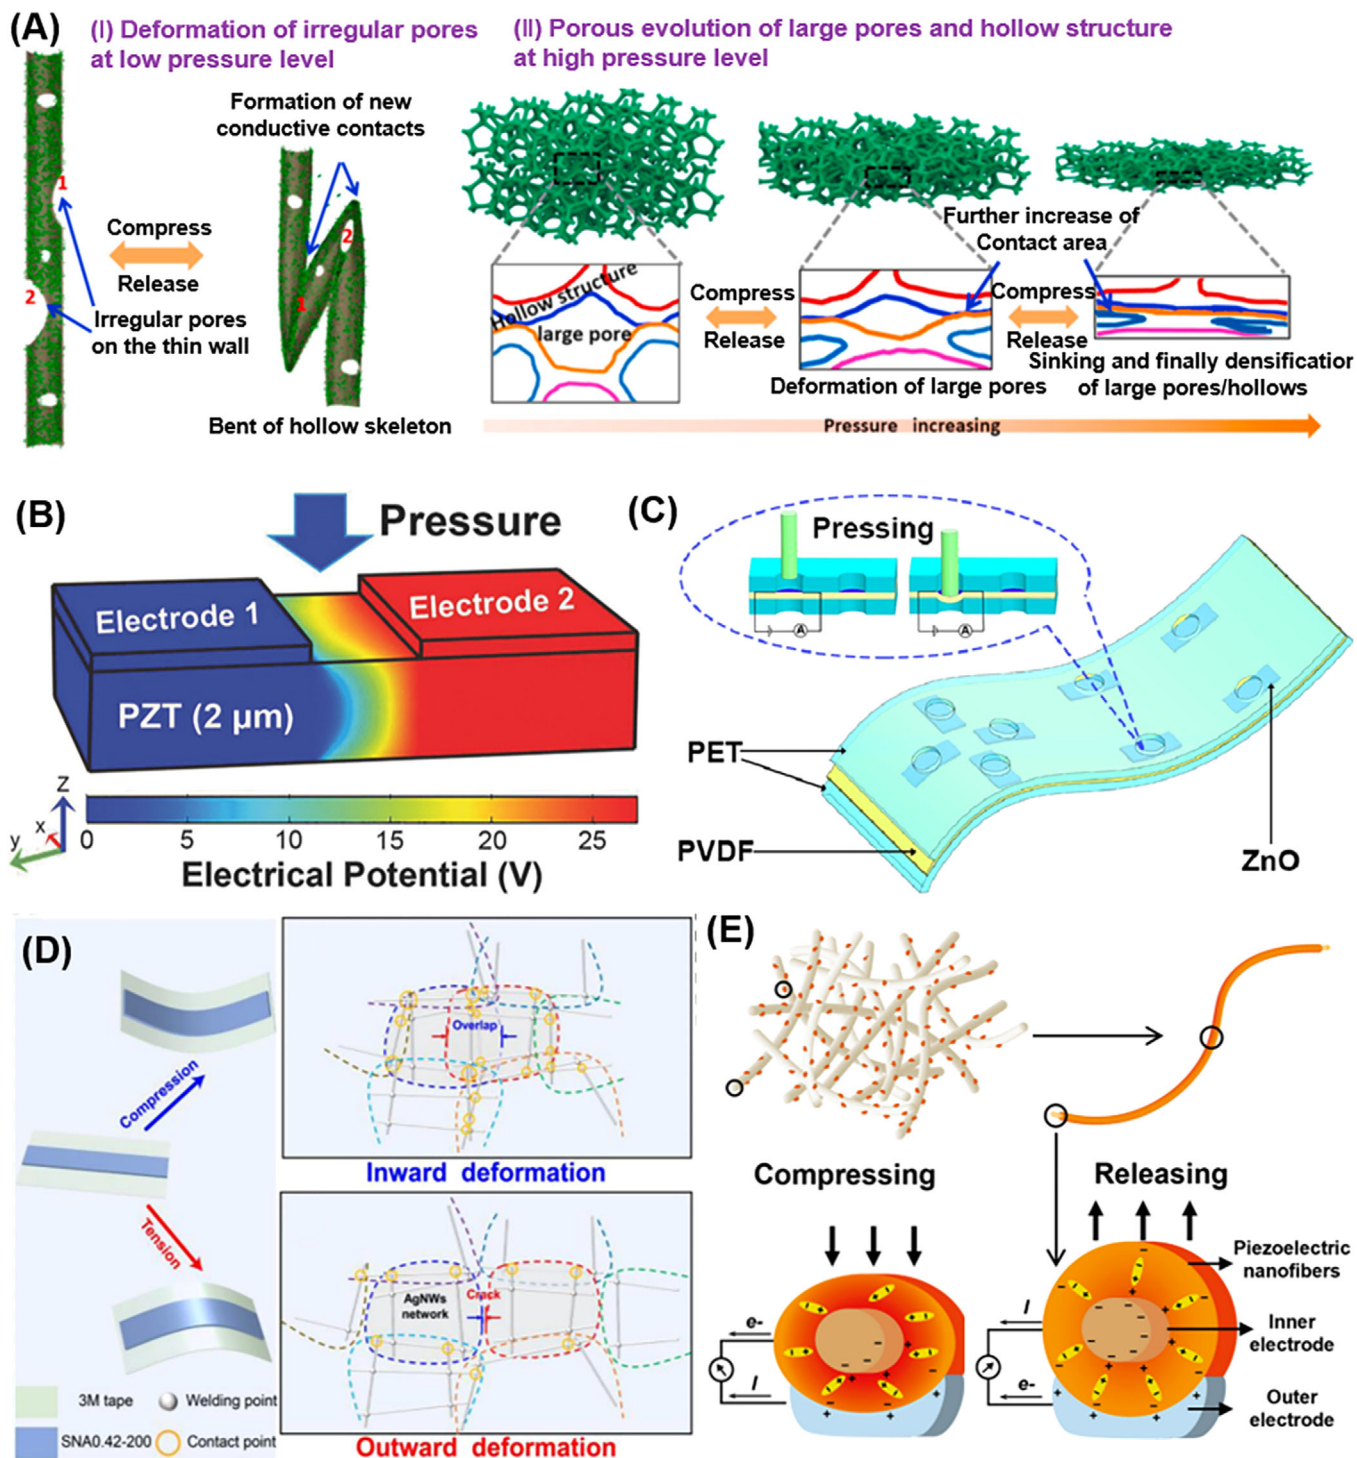 (A)
(I) Deformation of irregular pores
at low pressure level
(II) Porous evolution of large pores and hollow structure
at high pressure level
Formation of new
conductive contacts
1
2
Compress
Release
Irregular pores
on the thin wall
1
2
Bent of hollow skeleton
Hollow structure
large pore
Compress
Release
Further increase of
Contact area
Compress
Release
Deformation of large pores
Sinking and finally densification
of large pores/hollows
Pressure increasing
(B)
Pressure
Electrode 1
Electrode 2
PZT (2 μm)
Z
x
y
0 5 10 15 20 25
Electrical Potential (V)
(C)
Pressing
A
A
PET
PVDF
ZnO
(D)
Compression
Tension
3M tape
Welding point
SNA0.42-200
Contact point
Overlap
Inward deformation
AgNWs
network
Crack
Outward deformation
(E)
Compressing
Releasing
e-
I
I
e-
Piezoelectric
nanofibers
Inner
electrode
Outer
electrode